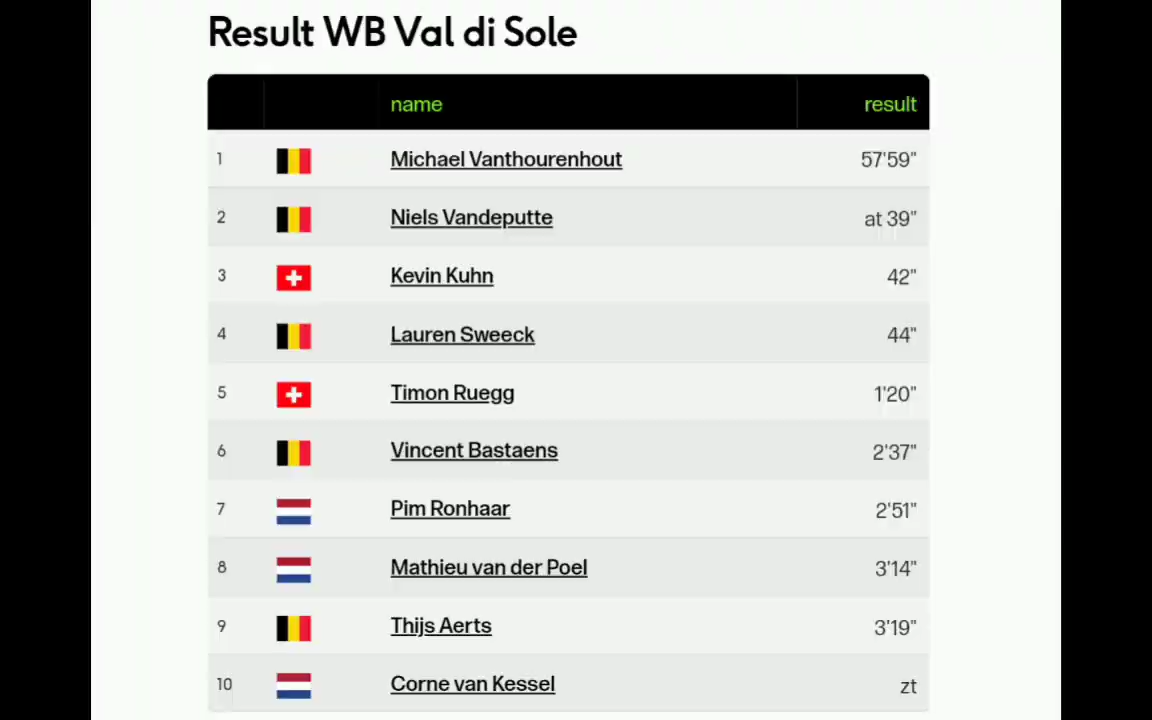 Result WB Val di Sole
name result
1 Michael Vanthourenhout 57'59"
2 Niels Vandeputte at 39"
3 Kevin Kuhn 42"
4 Lauren Sweeck 44"
5 Timon Ruegg 1'20"
6 Vincent Bastaens 2'37"
7 Pim Ronhaar 2'51"
8 Mathieu van der Poel 3'14"
9 Thijs Aerts 3'19"
10 Corne van Kessel zt